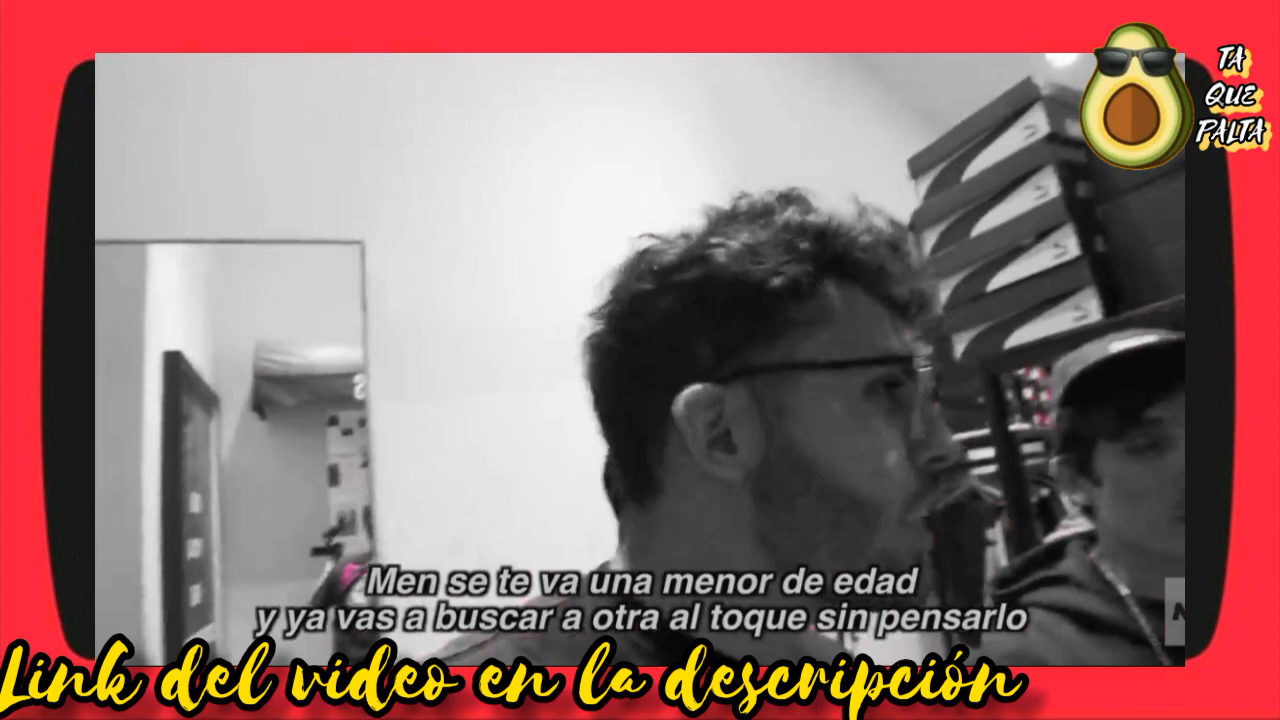 TA
QUE
PALTA
Men se te va una menor de edad
y ya vas a buscar a otra al toque sin pensarlo
Link del video en la descripción